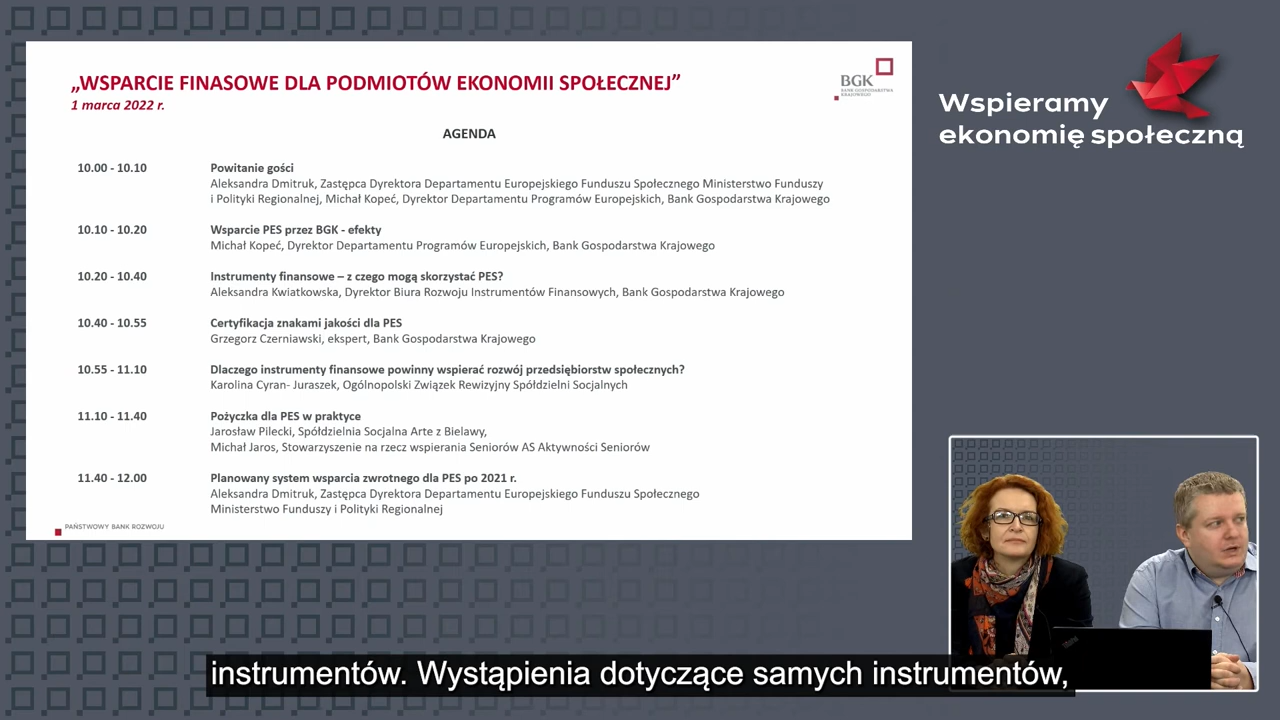 „WSPARCIE FINASOWE DLA PODMIOTÓW EKONOMII SPOŁECZNEJ”
1 marca 2022 r.
BGK
BANK GOSPODARSTWA
KRAJOWEGO
Wspieramy
ekonomię społeczną
AGENDA
10.00 - 10.10 Powitanie gości
Aleksandra Dmitruk, Zastępca Dyrektora Departamentu Europejskiego Funduszu Społecznego Ministerstwo Funduszy
i Polityki Regionalnej, Michał Kopeć, Dyrektor Departamentu Programów Europejskich, Bank Gospodarstwa Krajowego
10.10 - 10.20 Wsparcie PES przez BGK - efekty
Michał Kopeć, Dyrektor Departamentu Programów Europejskich, Bank Gospodarstwa Krajowego
10.20 - 10.40 Instrumenty finansowe – z czego mogą skorzystać PES?
Aleksandra Kwiatkowska, Dyrektor Biura Rozwoju Instrumentów Finansowych, Bank Gospodarstwa Krajowego
10.40 - 10.55 Certyfikacja znakami jakości dla PES
Grzegorz Czerniawski, ekspert, Bank Gospodarstwa Krajowego
10.55 - 11.10 Dlaczego instrumenty finansowe powinny wspierać rozwój przedsiębiorstw społecznych?
Karolina Cyran- Juraszek, Ogólnopolski Związek Rewizyjny Spółdzielni Socjalnych
11.10 - 11.40 Pożyczka dla PES w praktyce
Jarosław Pilecki, Spółdzielnia Socjalna Arte z Bielawy,
Michał Jaros, Stowarzyszenie na rzecz wspierania Seniorów AS Aktywności Seniorów
11.40 - 12.00 Planowany system wsparcia zwrotnego dla PES po 2021 r.
Aleksandra Dmitruk, Zastępca Dyrektora Departamentu Europejskiego Funduszu Społecznego
Ministerstwo Funduszy i Polityki Regionalnej
PAŃSTWOWY BANK ROZWOJU
instrumentów. Wystąpienia dotyczące samych instrumentów,